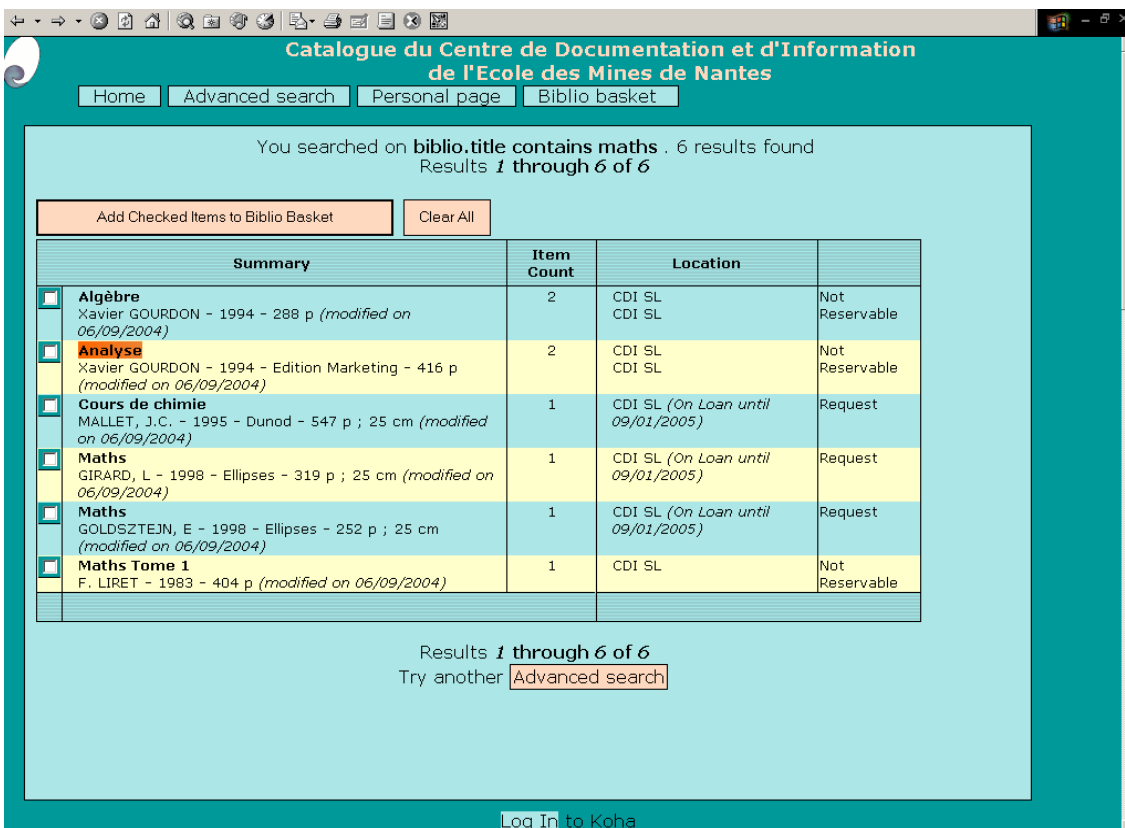 Catalogue du Centre de Documentation et d'Information
de l'Ecole des Mines de Nantes
Home Advanced search Personal page Biblio basket
You searched on biblio.title contains maths . 6 results found
Results 1 through 6 of 6
Add Checked Items to Biblio Basket Clear All
Summary Item Count Location
Algèbre 2 CDI SL Not
Xavier GOURDON - 1994 - 288 p (modified on CDI SL Reservable
06/09/2004)
Analyse 2 CDI SL Not
Xavier GOURDON - 1994 - Edition Marketing - 416 p CDI SL Reservable
(modified on 06/09/2004)
Cours de chimie 1 CDI SL (On Loan until Request
MALLET, J.C. - 1995 - Dunod - 547 p ; 25 cm (modified 09/01/2005)
on 06/09/2004)
Maths 1 CDI SL (On Loan until Request
GIRARD, L - 1998 - Ellipses - 319 p ; 25 cm (modified on 09/01/2005)
06/09/2004)
Maths 1 CDI SL (On Loan until Request
GOLDSZTEJN, E - 1998 - Ellipses - 252 p ; 25 cm 09/01/2005)
(modified on 06/09/2004)
Maths Tome 1 1 CDI SL Not
F. LIRET - 1983 - 404 p (modified on 06/09/2004) Reservable
Results 1 through 6 of 6
Try another Advanced search
Log In to Koha